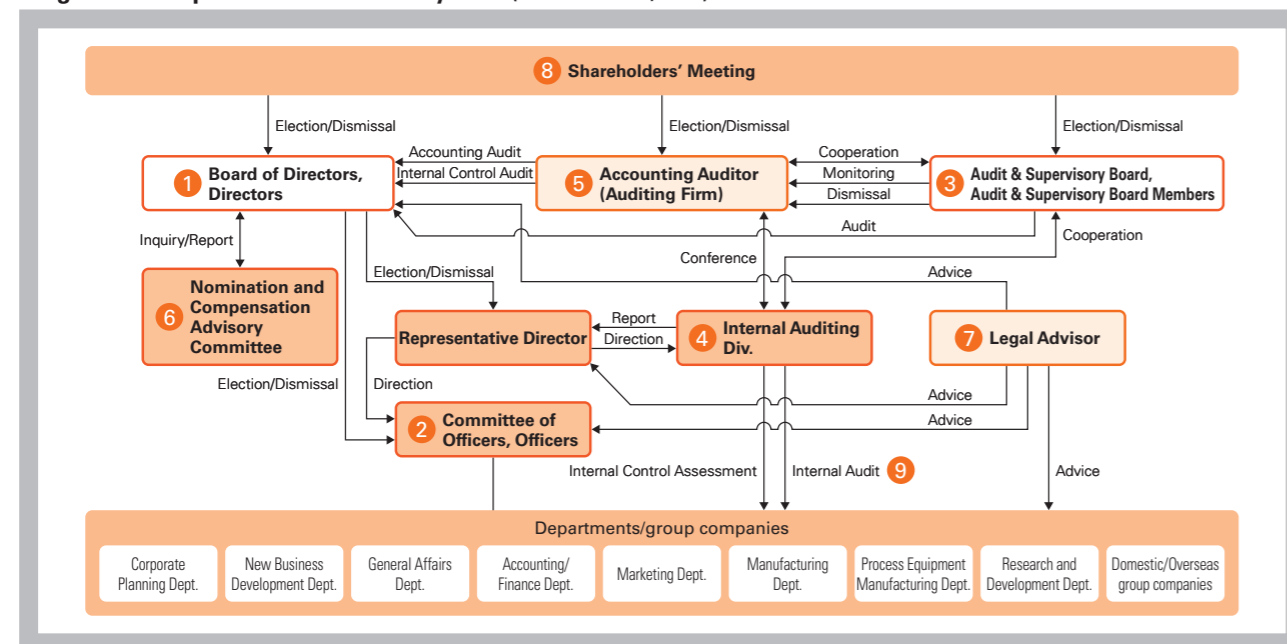 8 Shareholders' Meeting
Election/Dismissal
Election/Dismissal
Election/Dismissal
1 Board of Directors,
Directors
Accounting Audit
Internal Control Audit
5 Accounting Auditor
(Auditing Firm)
Cooperation
Monitoring
Dismissal
3 Audit & Supervisory Board,
Audit & Supervisory Board Members
Audit
Inquiry/Report
Conference
Cooperation
Election/Dismissal
Advice
6 Nomination and
Compensation
Advisory
Committee
Representative Director
Report
Direction
4 Internal Auditing
Div.
7 Legal Advisor
Election/Dismissal
Direction
Advice
2 Committee of
Officers, Officers
Advice
Internal Control Assessment
Internal Audit 9
Advice
Departments/group companies
Corporate
Planning Dept.
New Business
Development Dept.
General Affairs
Dept.
Accounting/
Finance Dept.
Marketing Dept.
Manufacturing
Dept.
Process Equipment
Manufacturing Dept.
Research and
Development Dept.
Domestic/Overseas
group companies